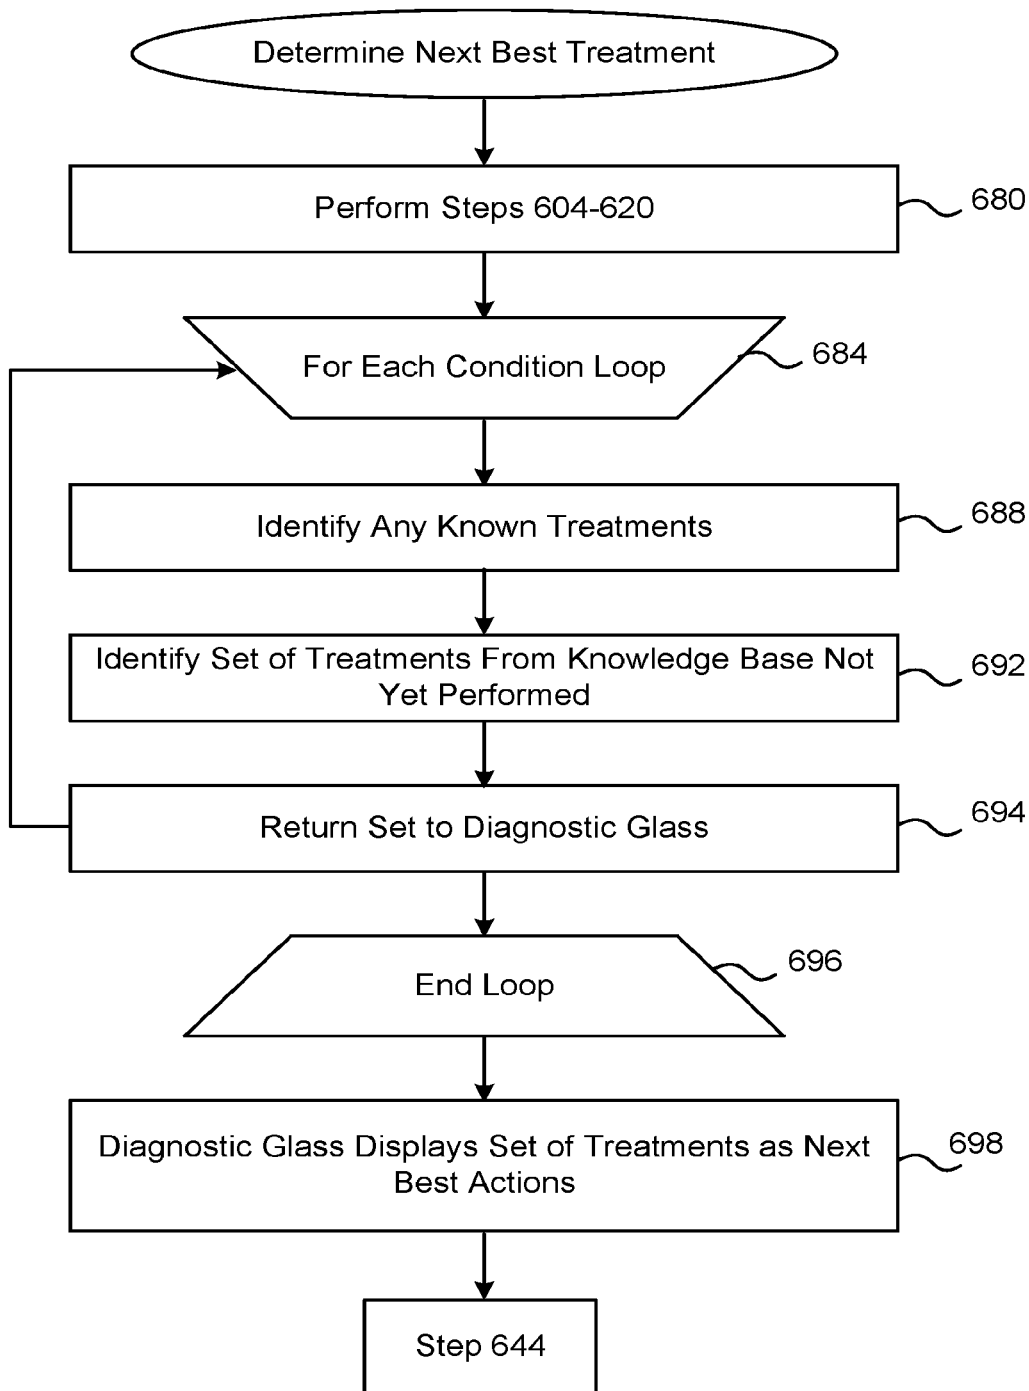 Determine Next Best Treatment
Perform Steps 604-620
680
For Each Condition Loop
684
Identify Any Known Treatments
688
Identify Set of Treatments From Knowledge Base Not
Yet Performed
692
Return Set to Diagnostic Glass
694
End Loop
696
Diagnostic Glass Displays Set of Treatments as Next
Best Actions
698
Step 644